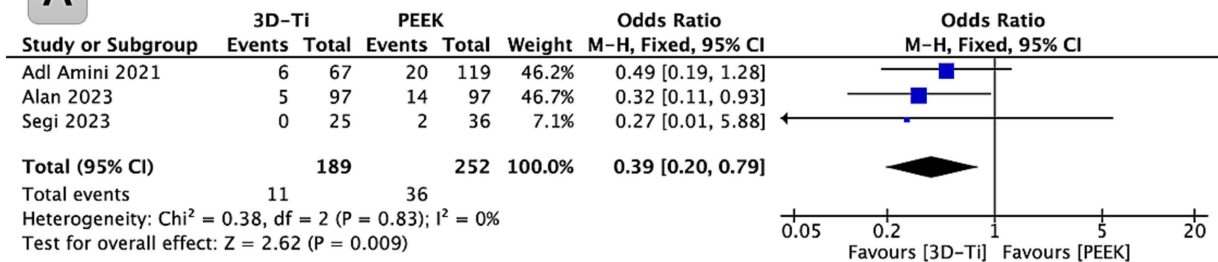 A
3D-Ti PEEK Odds Ratio Odds Ratio
Study or Subgroup Events Total Events Total Weight M-H, Fixed, 95% CI M-H, Fixed, 95% CI
Adl Amini 2021 6 67 20 119 46.2% 0.49 [0.19, 1.28]
Alan 2023 5 97 14 97 46.7% 0.32 [0.11, 0.93]
Segi 2023 0 25 2 36 7.1% 0.27 [0.01, 5.88]
Total (95% CI) 189 252 100.0% 0.39 [0.20, 0.79]
Total events 11 36
Heterogeneity: Chi² = 0.38, df = 2 (P = 0.83); I² = 0%
Test for overall effect: Z = 2.62 (P = 0.009)
0.05 0.2 1 5 20
Favours [3D-Ti] Favours [PEEK]